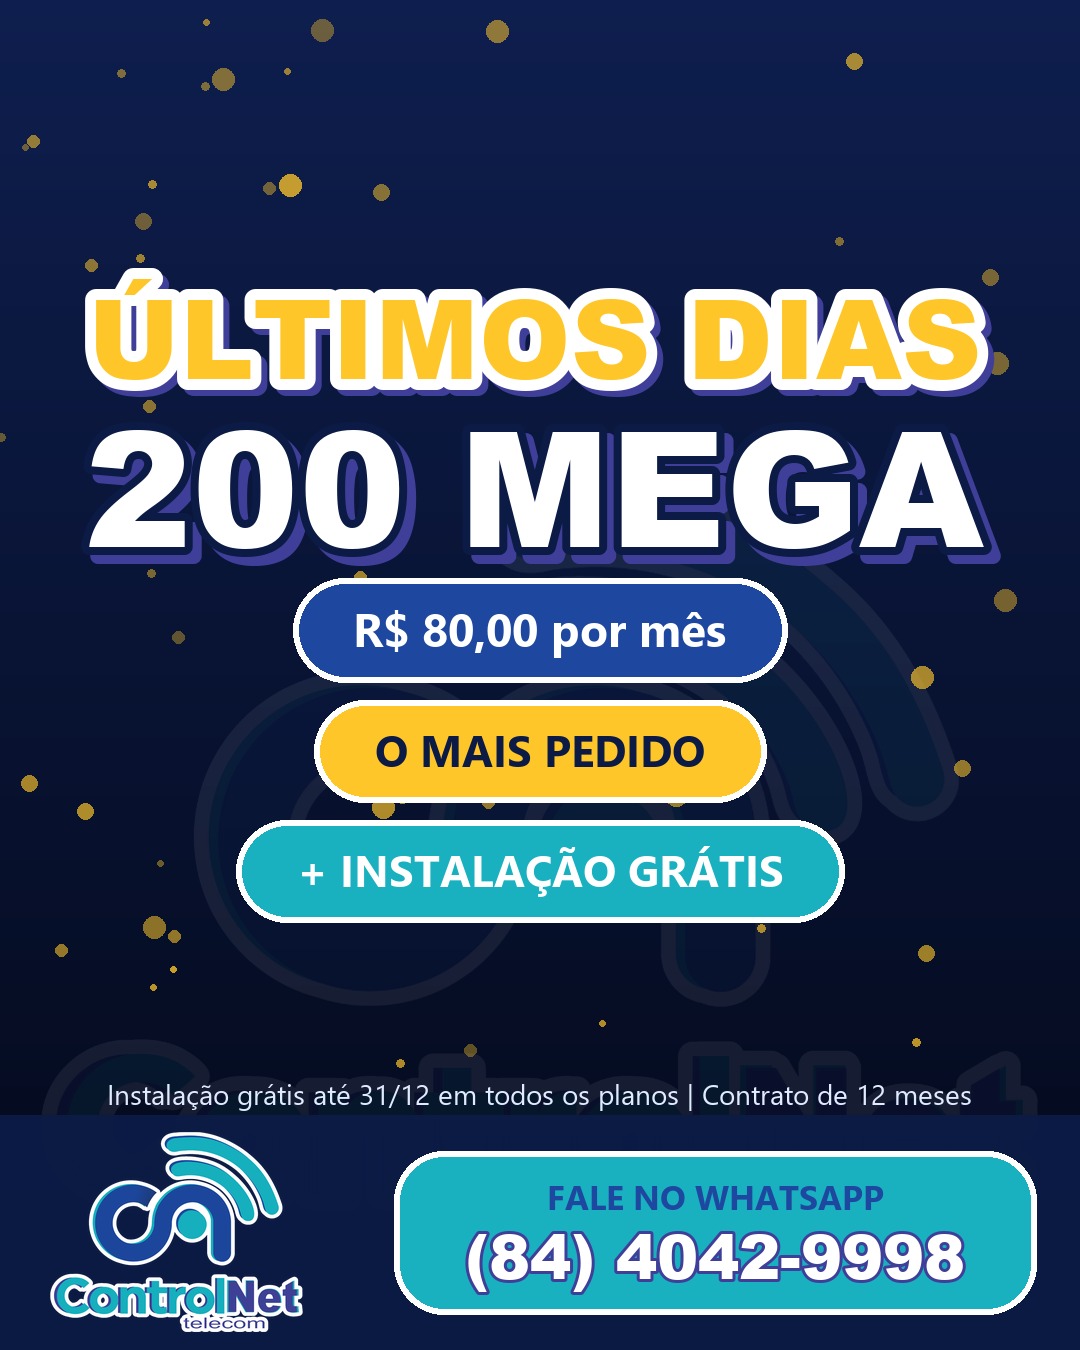 ÚLTIMOS DIAS
200 MEGA
R$ 80,00 por mês
O MAIS PEDIDO
+ INSTALAÇÃO GRÁTIS
Instalação grátis até 31/12 em todos os planos | Contrato de 12 meses
FALE NO WHATSAPP
(84) 4042-9998
ControlNet
telecom